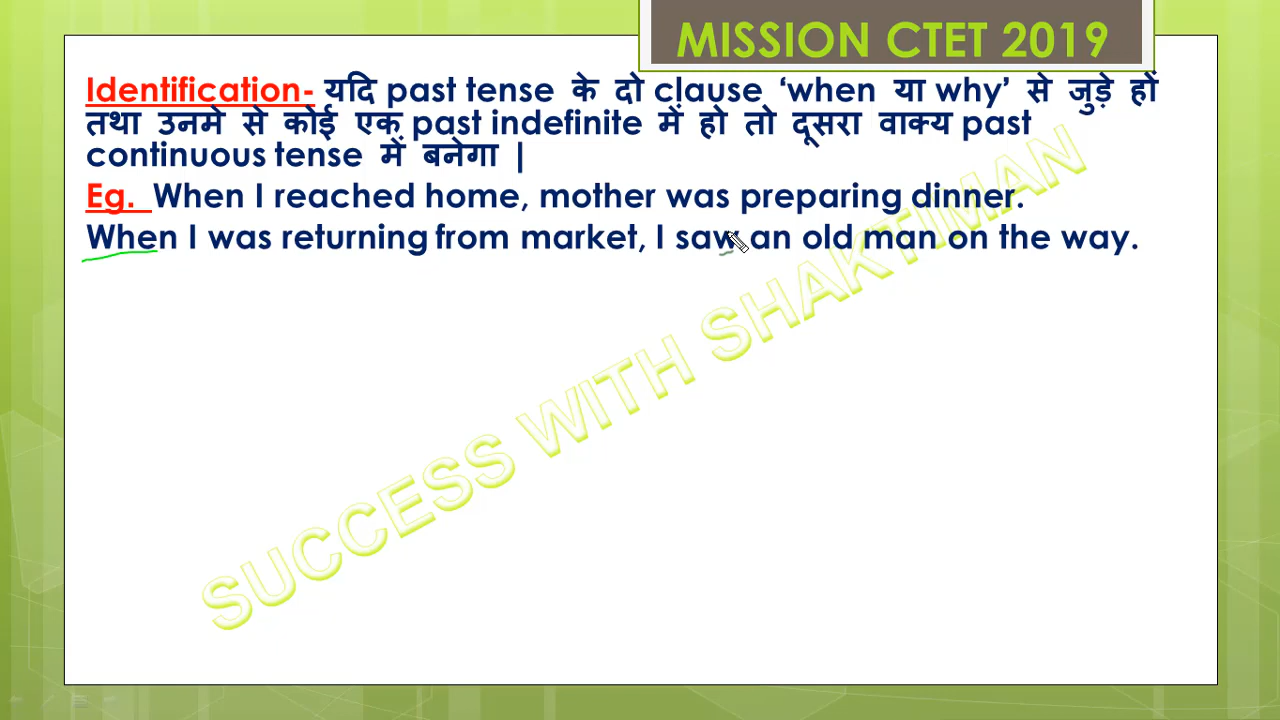 MISSION CTET 2019
Identification- यदि past tense के दो clause ‘when या why’ से जुड़े हों
तथा उनमे से कोई एक past indefinite में हो तो दूसरा वाक्य past
continuous tense में बनेगा |
Eg. When I reached home, mother was preparing dinner.
When I was returning from market, I saw an old man on the way.
SUCCESS WITH SHAKTIMAN